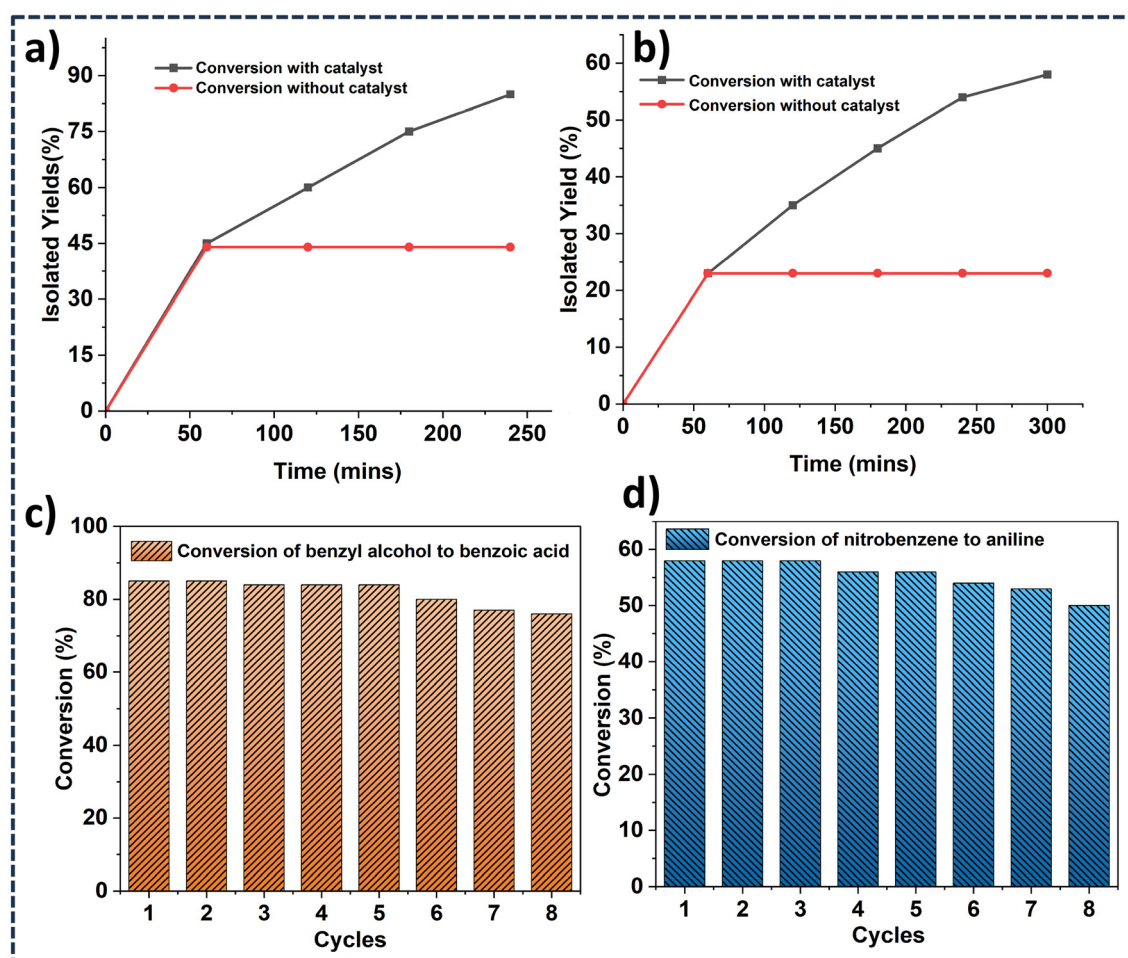 a)
Conversion with catalyst
Conversion without catalyst
Isolated Yields(%)
90
75
60
45
30
15
0
0 50 100 150 200 250
Time (mins)
b)
Conversion with catalyst
Conversion without catalyst
Isolated Yield (%)
60
50
40
30
20
10
0
0 50 100 150 200 250 300
Time (mins)
c)
Conversion of benzyl alcohol to benzoic acid
Conversion (%)
100
80
60
40
20
0
1 2 3 4 5 6 7 8
Cycles
d)
Conversion of nitrobenzene to aniline
Conversion (%)
60
50
40
30
20
10
0
1 2 3 4 5 6 7 8
Cycles